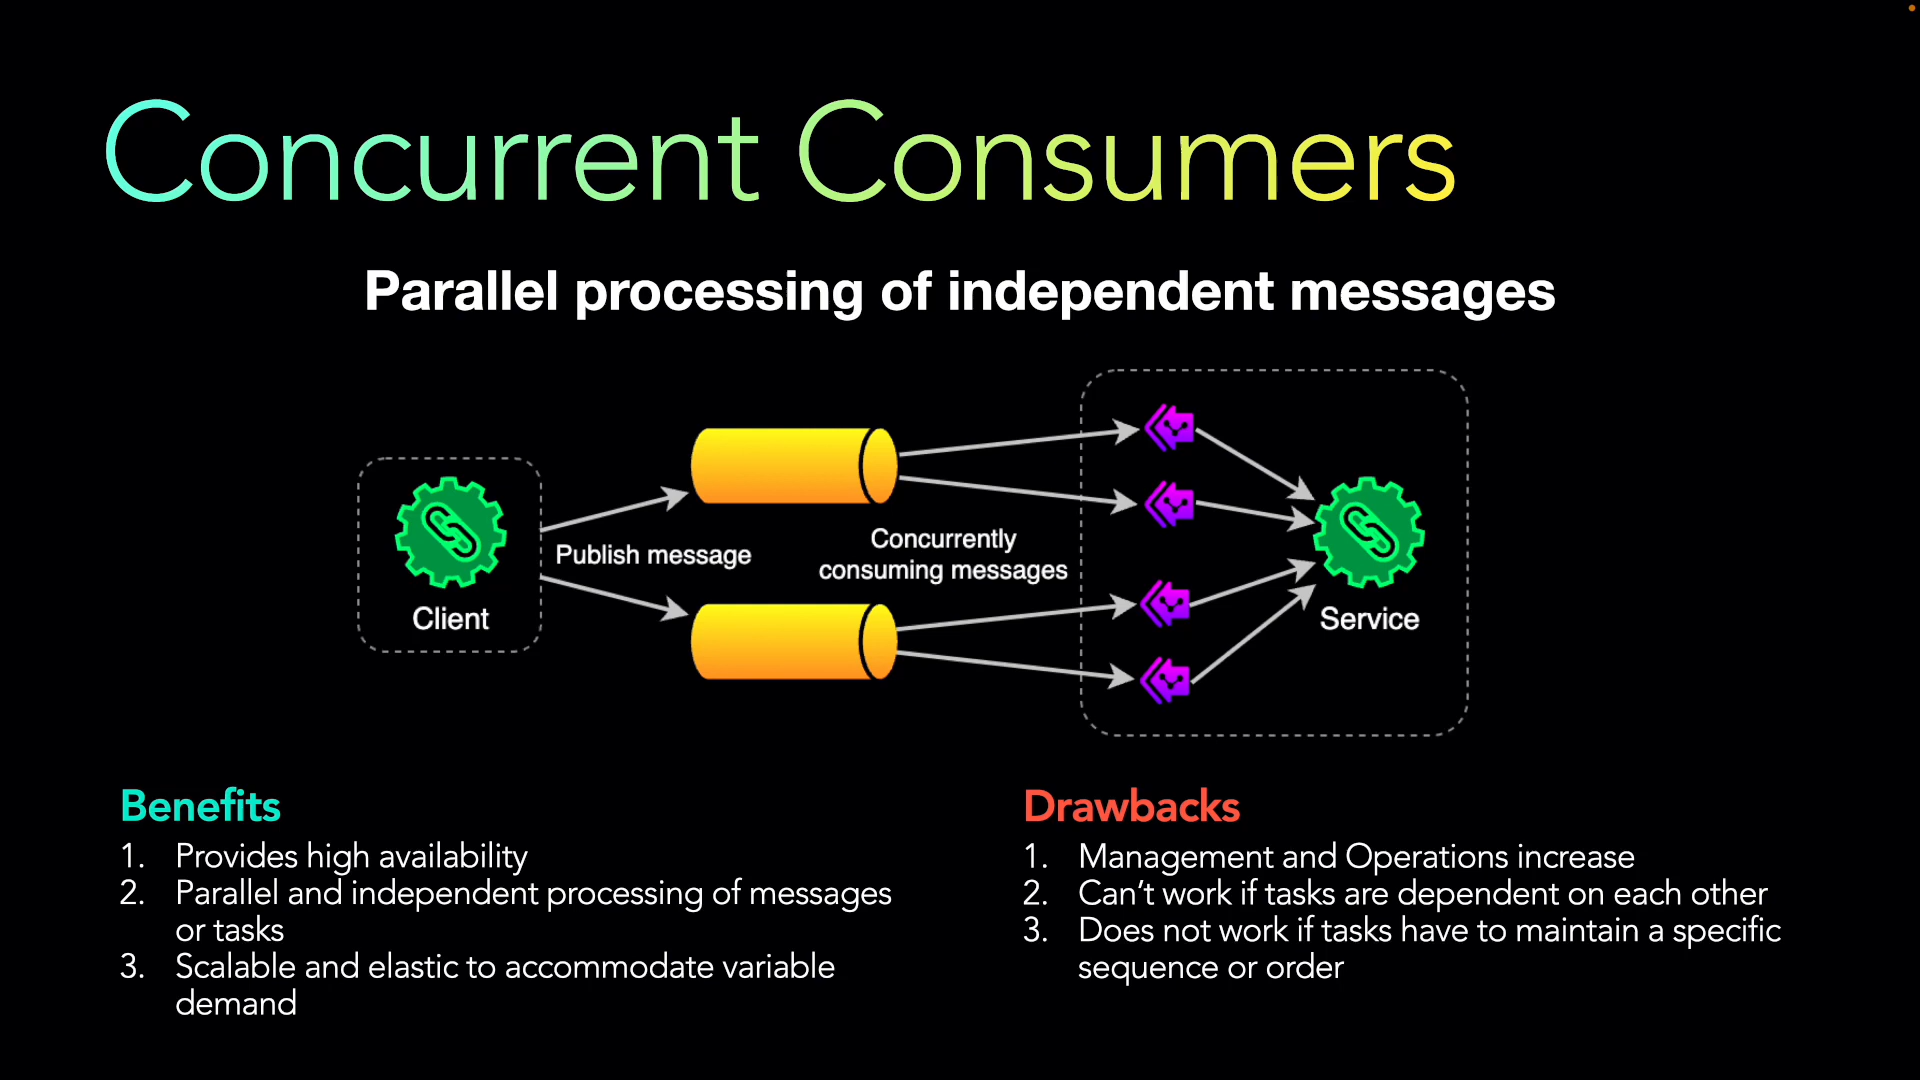 Concurrent Consumers
Parallel processing of independent messages
Publish message
Concurrently
consuming messages
Client
Service
Benefits
1. Provides high availability
2. Parallel and independent processing of messages
or tasks
3. Scalable and elastic to accommodate variable
demand
Drawbacks
1. Management and Operations increase
2. Can’t work if tasks are dependent on each other
3. Does not work if tasks have to maintain a specific
sequence or order